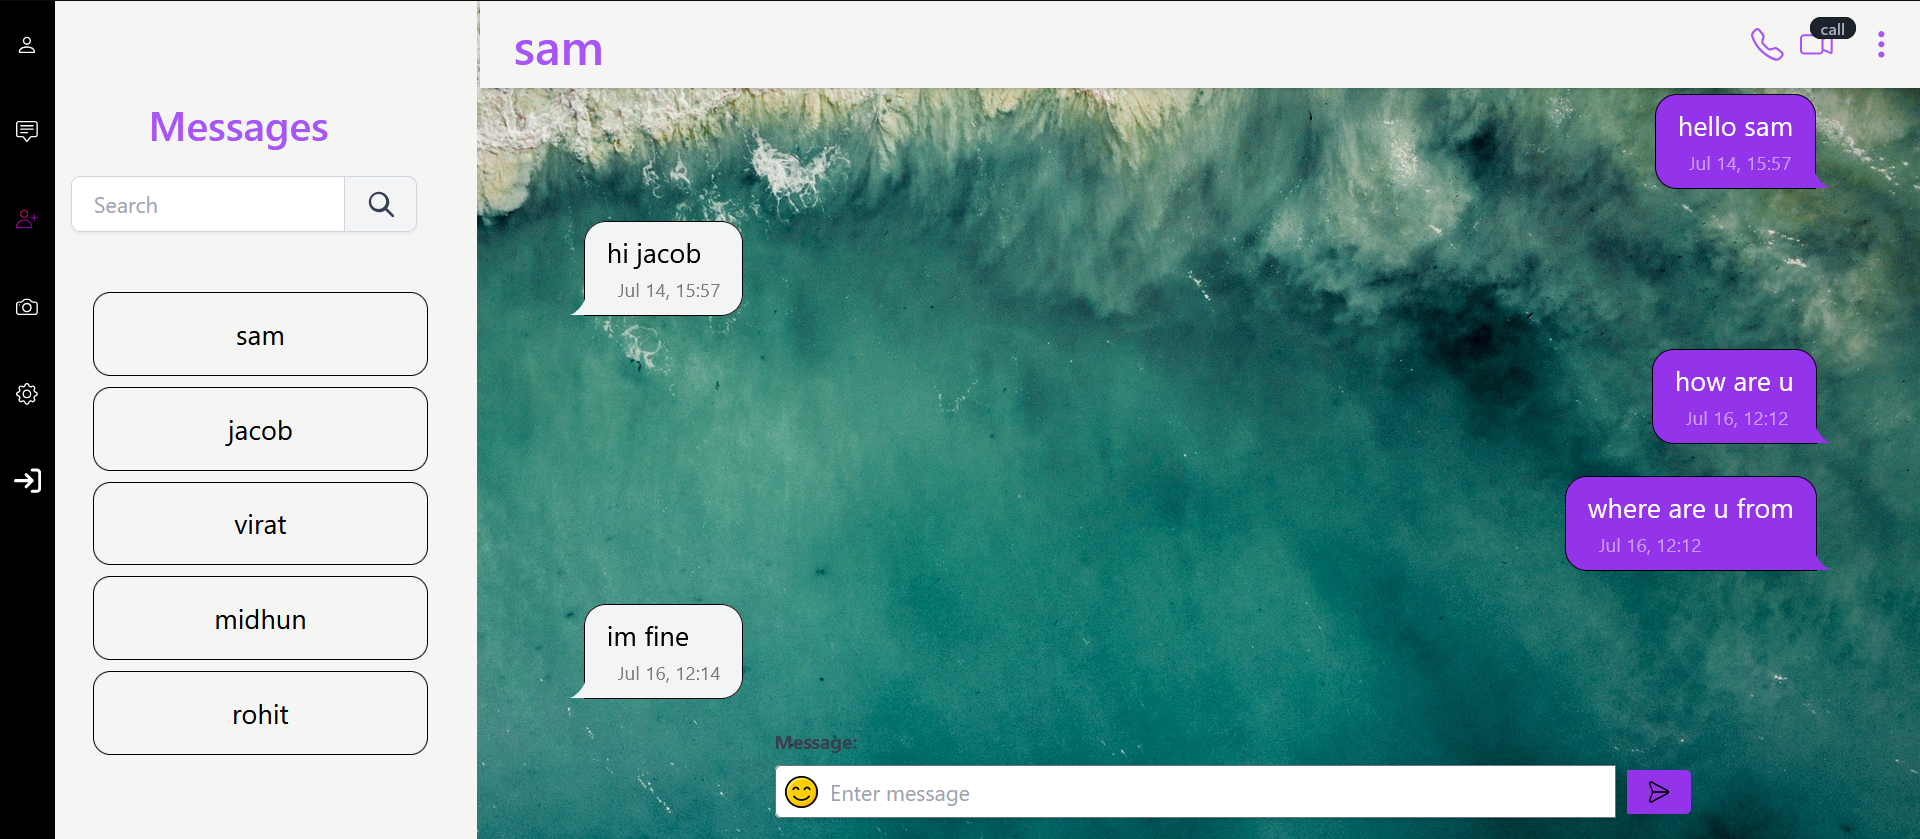 Messages
Search
sam
jacob
virat
midhun
rohit
sam
call
hello sam
Jul 14, 15:57
hi jacob
Jul 14, 15:57
how are u
Jul 16, 12:12
where are u from
Jul 16, 12:12
im fine
Jul 16, 12:14
Message:
Enter message